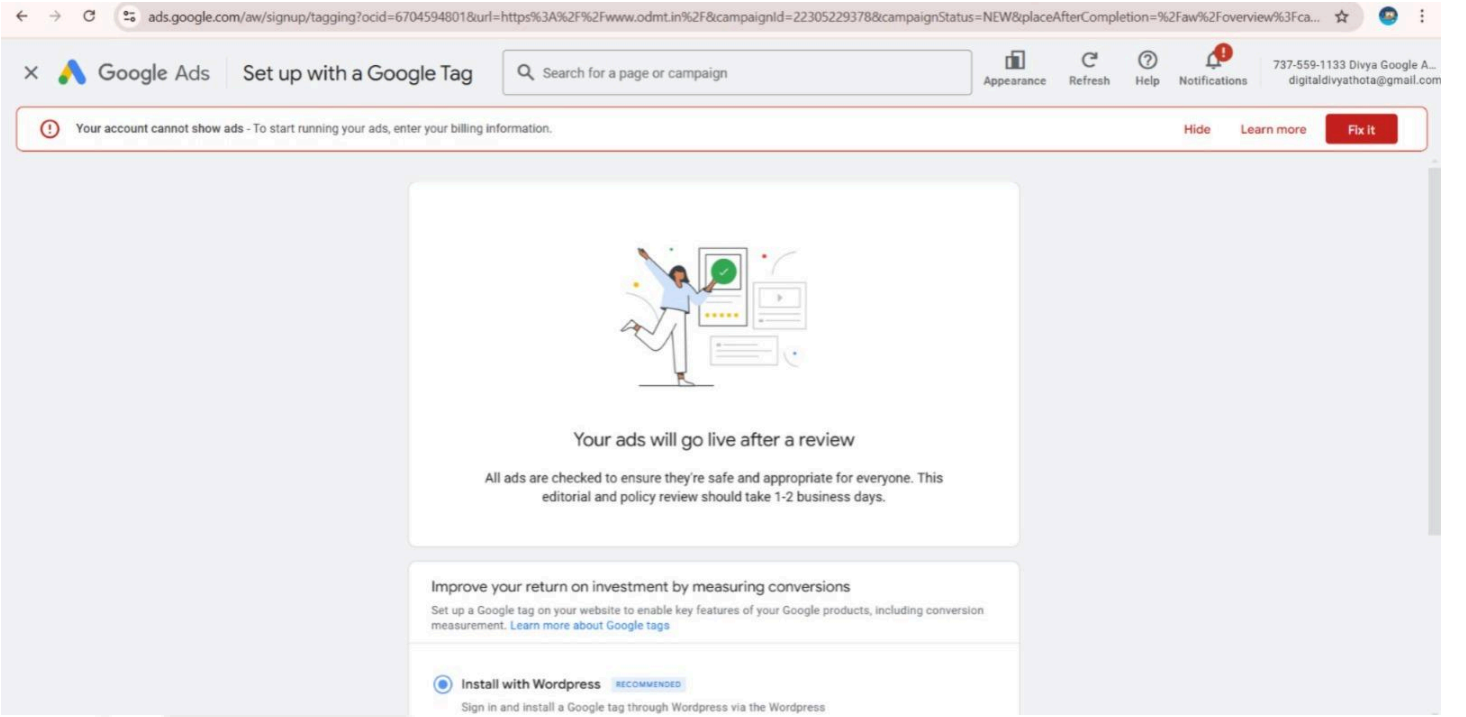 ads.google.com/aw/signup/tagging?ocid=6704594801&url=https%3A%2F%2Fwww.odmt.in%2F&campaignId=22305229378&campaignStatus=NEW&placeAfterCompletion=%2Faw%2Foverview%3Fca...
Google Ads
Set up with a Google Tag
Search for a page or campaign
Appearance
Refresh
Help
Notifications
737-559-1133 Divya Google A...
digitaldivyathota@gmail.com
Your account cannot show ads - To start running your ads, enter your billing information.
Hide
Learn more
Fix it
Your ads will go live after a review
All ads are checked to ensure they're safe and appropriate for everyone. This
editorial and policy review should take 1-2 business days.
Improve your return on investment by measuring conversions
Set up a Google tag on your website to enable key features of your Google products, including conversion
measurement. Learn more about Google tags
Install with Wordpress RECOMMENDED
Sign in and install a Google tag through Wordpress via the Wordpress